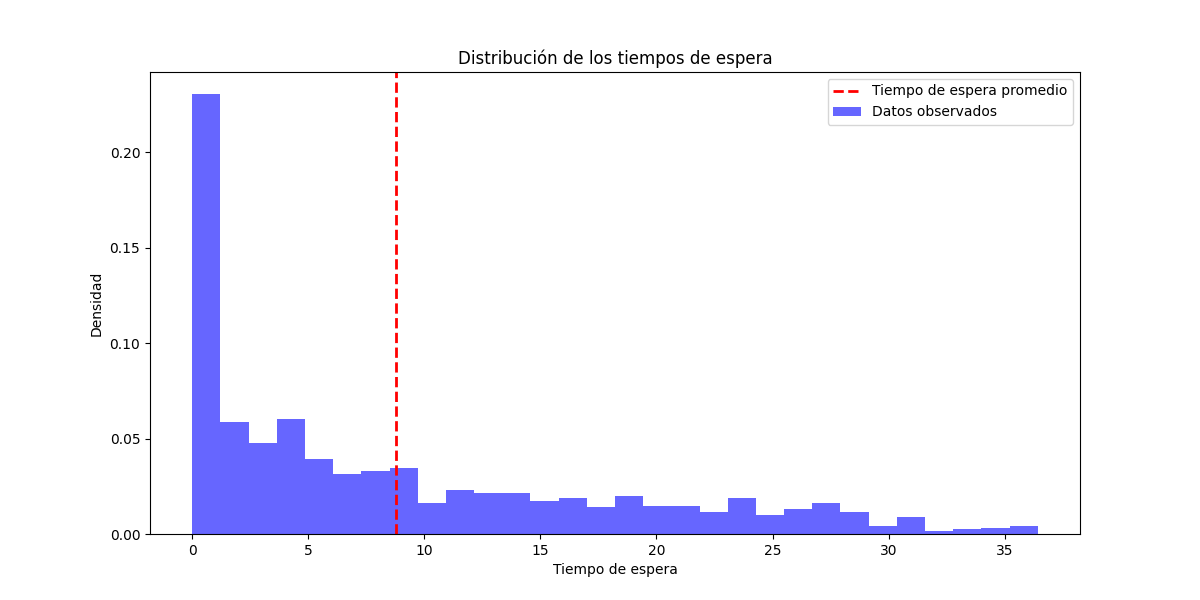 Distribución de los tiempos de espera
Tiempo de espera promedio
Datos observados
Densidad
0.20
0.15
0.10
0.05
0.00
0 5 10 15 20 25 30 35
Tiempo de espera